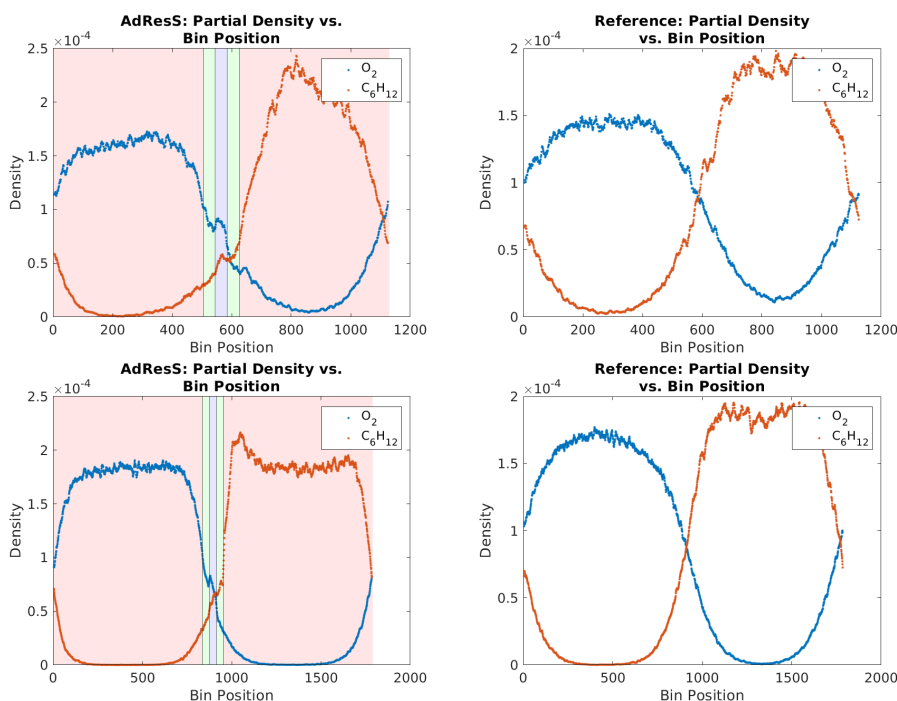 AdResS: Partial Density vs.
Bin Position
×10⁻⁴
2.5
2
1.5
1
0.5
0
Density
0 200 400 600 800 1000 1200
Bin Position
O₂
C₆H₁₂
Reference: Partial Density
vs. Bin Position
×10⁻⁴
2
1.5
1
0.5
0
Density
0 200 400 600 800 1000 1200
Bin Position
O₂
C₆H₁₂
AdResS: Partial Density vs.
Bin Position
×10⁻⁴
2.5
2
1.5
1
0.5
0
Density
0 500 1000 1500 2000
Bin Position
O₂
C₆H₁₂
Reference: Partial Density
vs. Bin Position
×10⁻⁴
2
1.5
1
0.5
0
Density
0 500 1000 1500 2000
Bin Position
O₂
C₆H₁₂